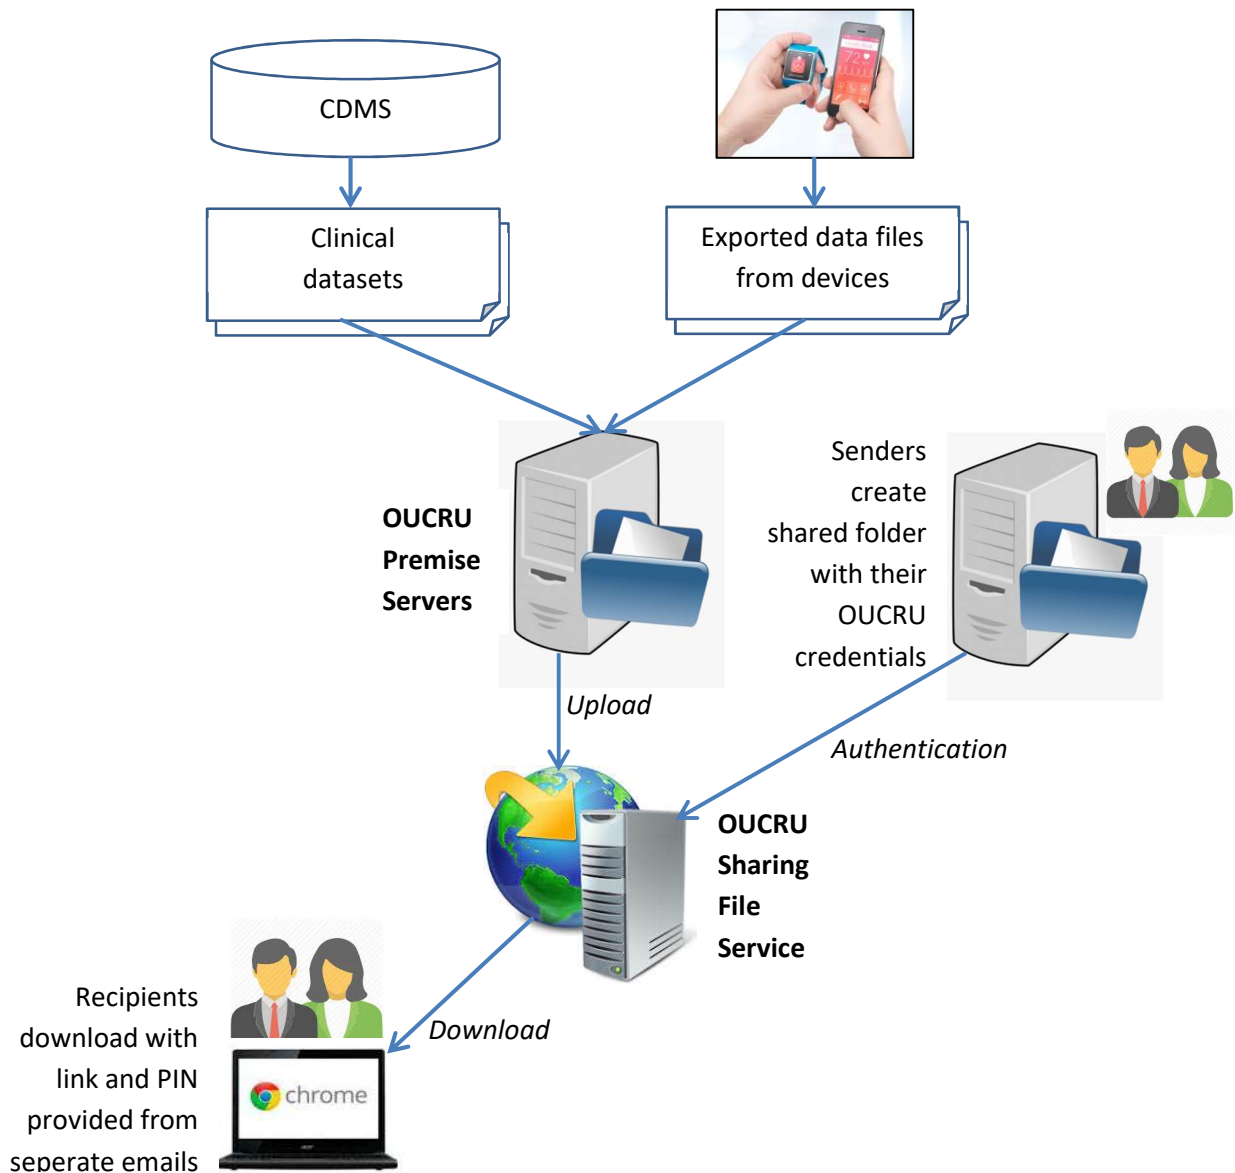 CDMS
72
Clinical
datasets
Exported data files
from devices
OUCRU
Premise
Servers
Senders
create
shared folder
with their
OUCRU
credentials
Upload
Authentication
OUCRU
Sharing
File
Service
Recipients
download with
link and PIN
provided from
seperate emails
Download
chrome